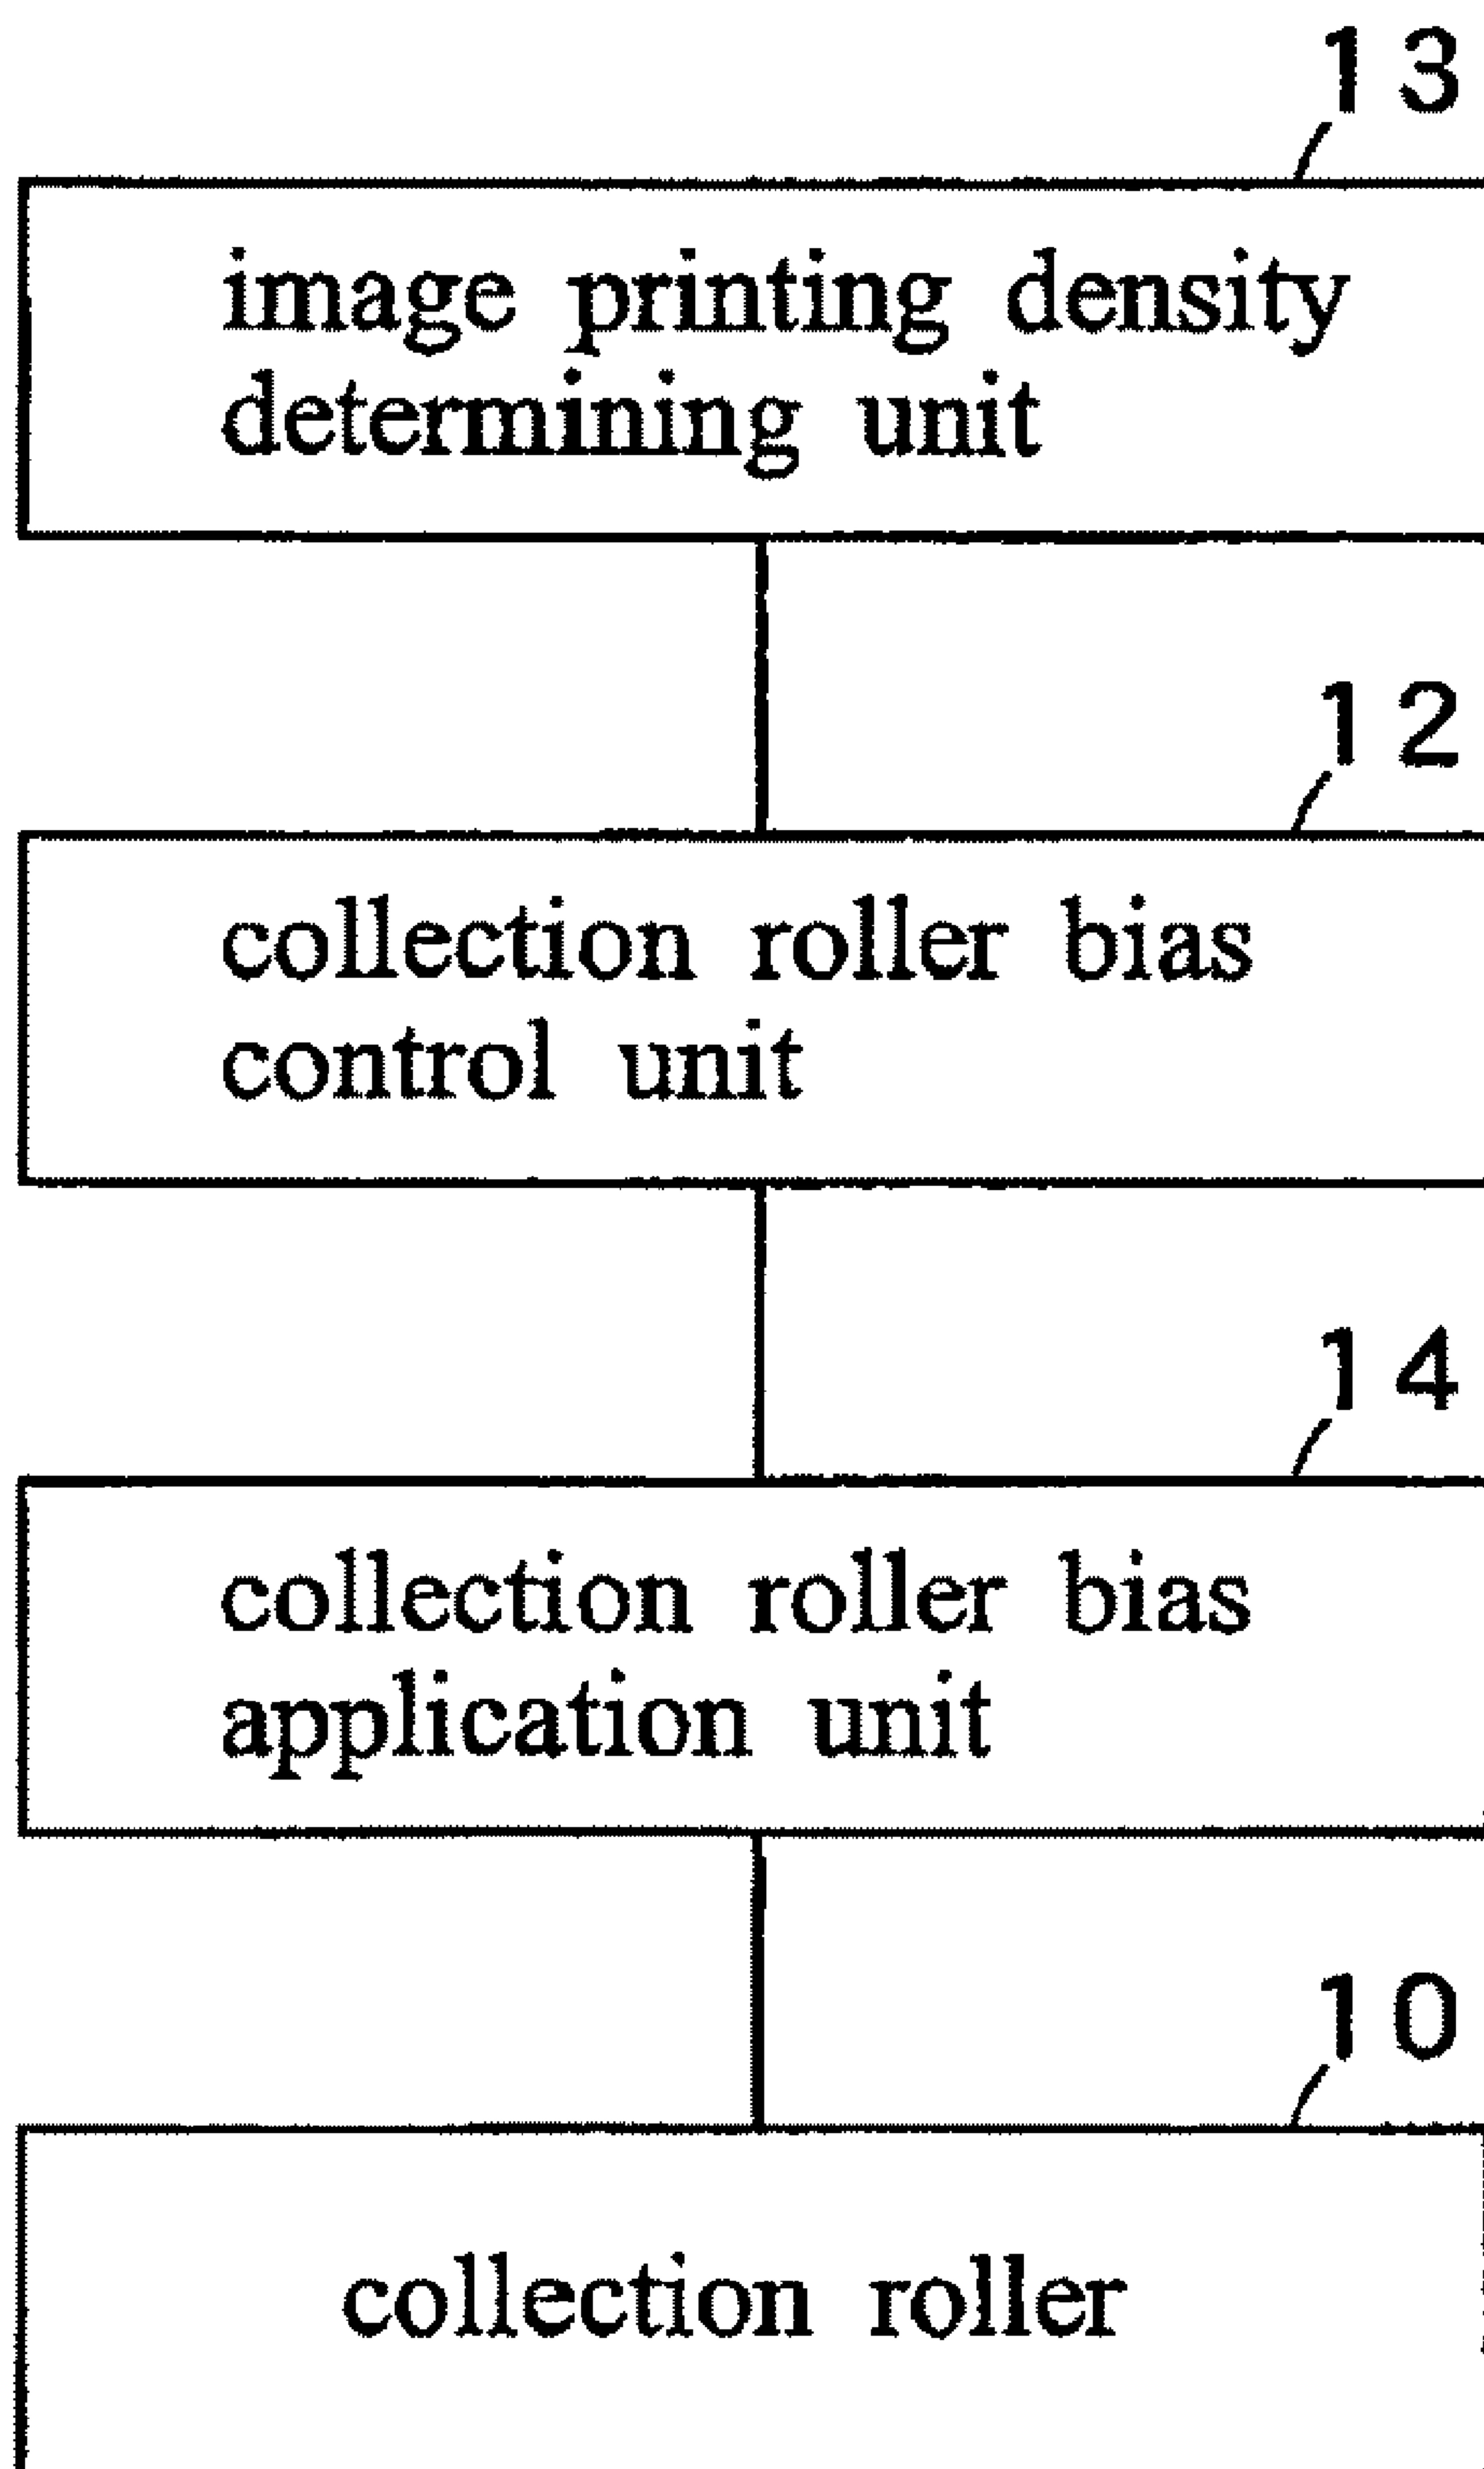 13
image printing density
determining unit
12
collection roller bias
control unit
14
collection roller bias
application unit
10
collection roller